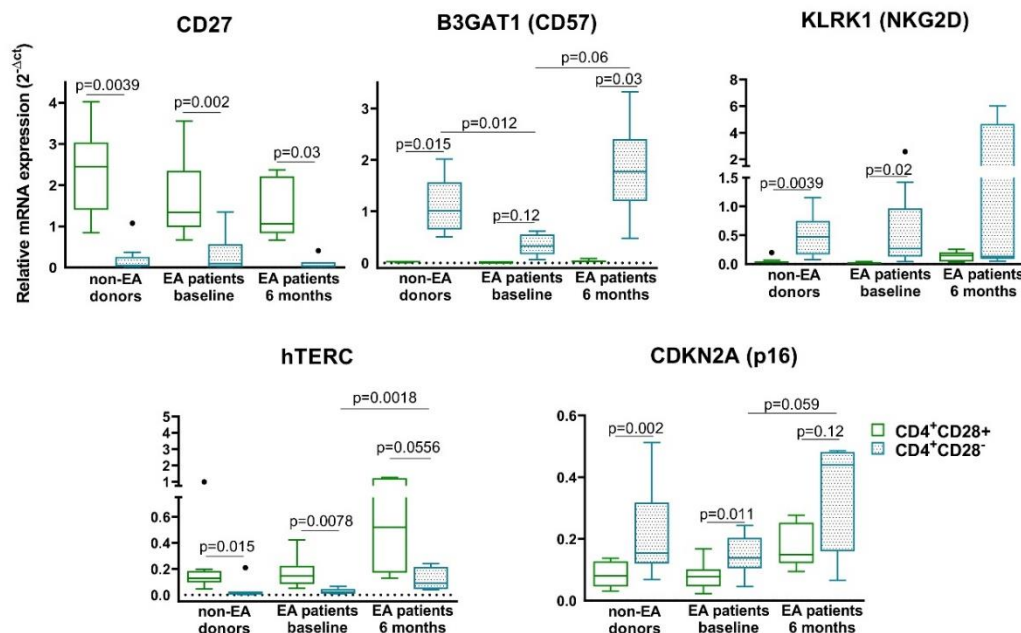 CD27
B3GAT1 (CD57)
KLRK1 (NKG2D)
Relative mRNA expression (2^-Δct)
4
3
2
1
0
p=0.0039
p=0.002
p=0.03
non-EA donors
EA patients baseline
EA patients 6 months
3
2
1
0
p=0.015
p=0.012
p=0.12
p=0.06
p=0.03
non-EA donors
EA patients baseline
EA patients 6 months
8
6
4
2
1.5
1.0
0.5
0.0
p=0.0039
p=0.02
non-EA donors
EA patients baseline
EA patients 6 months
hTERC
5
4
3
2
1
0.6
0.4
0.2
0.0
p=0.015
p=0.0078
p=0.0018
p=0.0556
non-EA donors
EA patients baseline
EA patients 6 months
CDKN2A (p16)
0.6
0.4
0.2
0.0
p=0.002
p=0.011
p=0.059
p=0.12
non-EA donors
EA patients baseline
EA patients 6 months
CD4+CD28+
CD4+CD28-